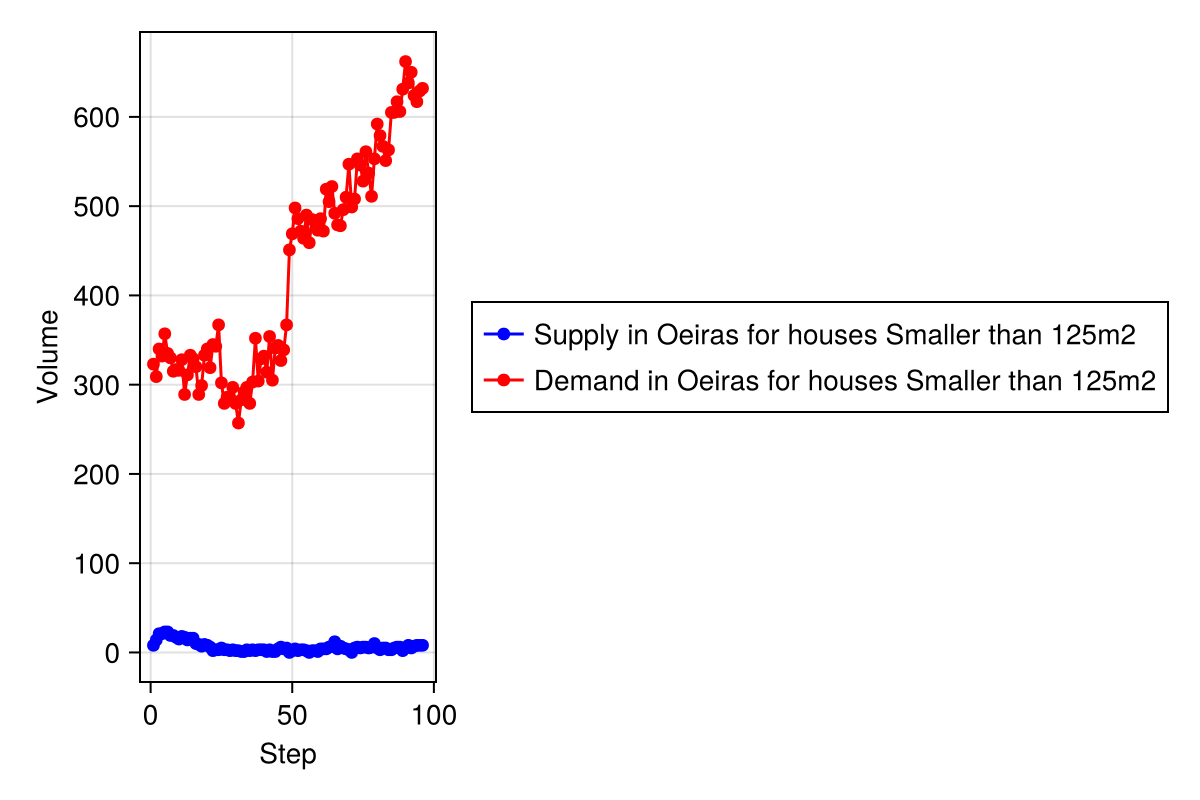 600
500
400
300
200
100
0
Volume
0 50 100
Step
Supply in Oeiras for houses Smaller than 125m2
Demand in Oeiras for houses Smaller than 125m2